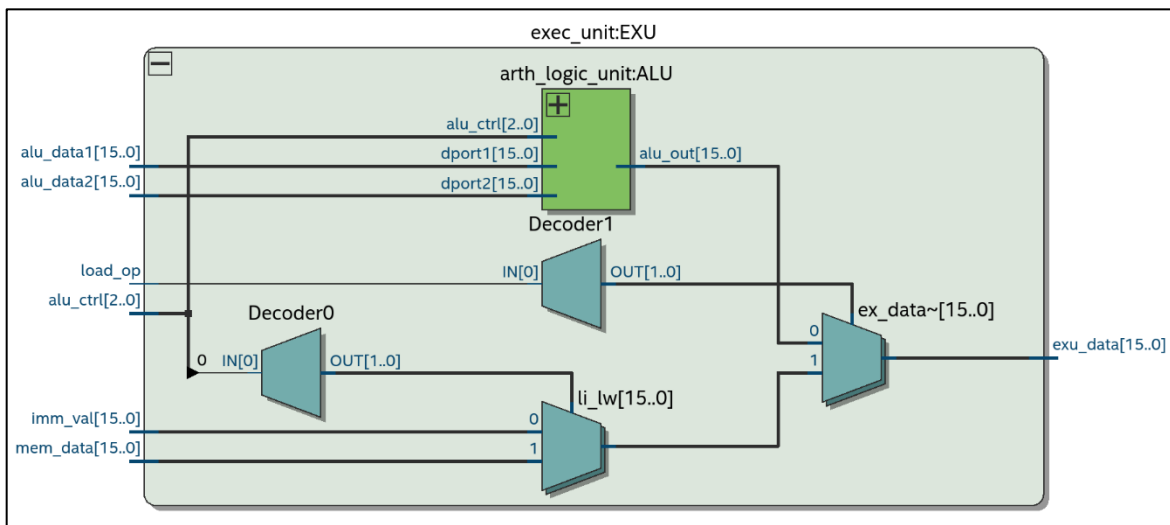 exec_unit:EXU
arth_logic_unit:ALU
alu_ctrl[2..0]
alu_data1[15..0]
dport1[15..0]
alu_out[15..0]
alu_data2[15..0]
dport2[15..0]
Decoder1
load_op
IN[0]
OUT[1..0]
alu_ctrl[2..0]
Decoder0
ex_data~[15..0]
0
exu_data[15..0]
0
IN[0]
OUT[1..0]
1
li_lw[15..0]
imm_val[15..0]
0
mem_data[15..0]
1